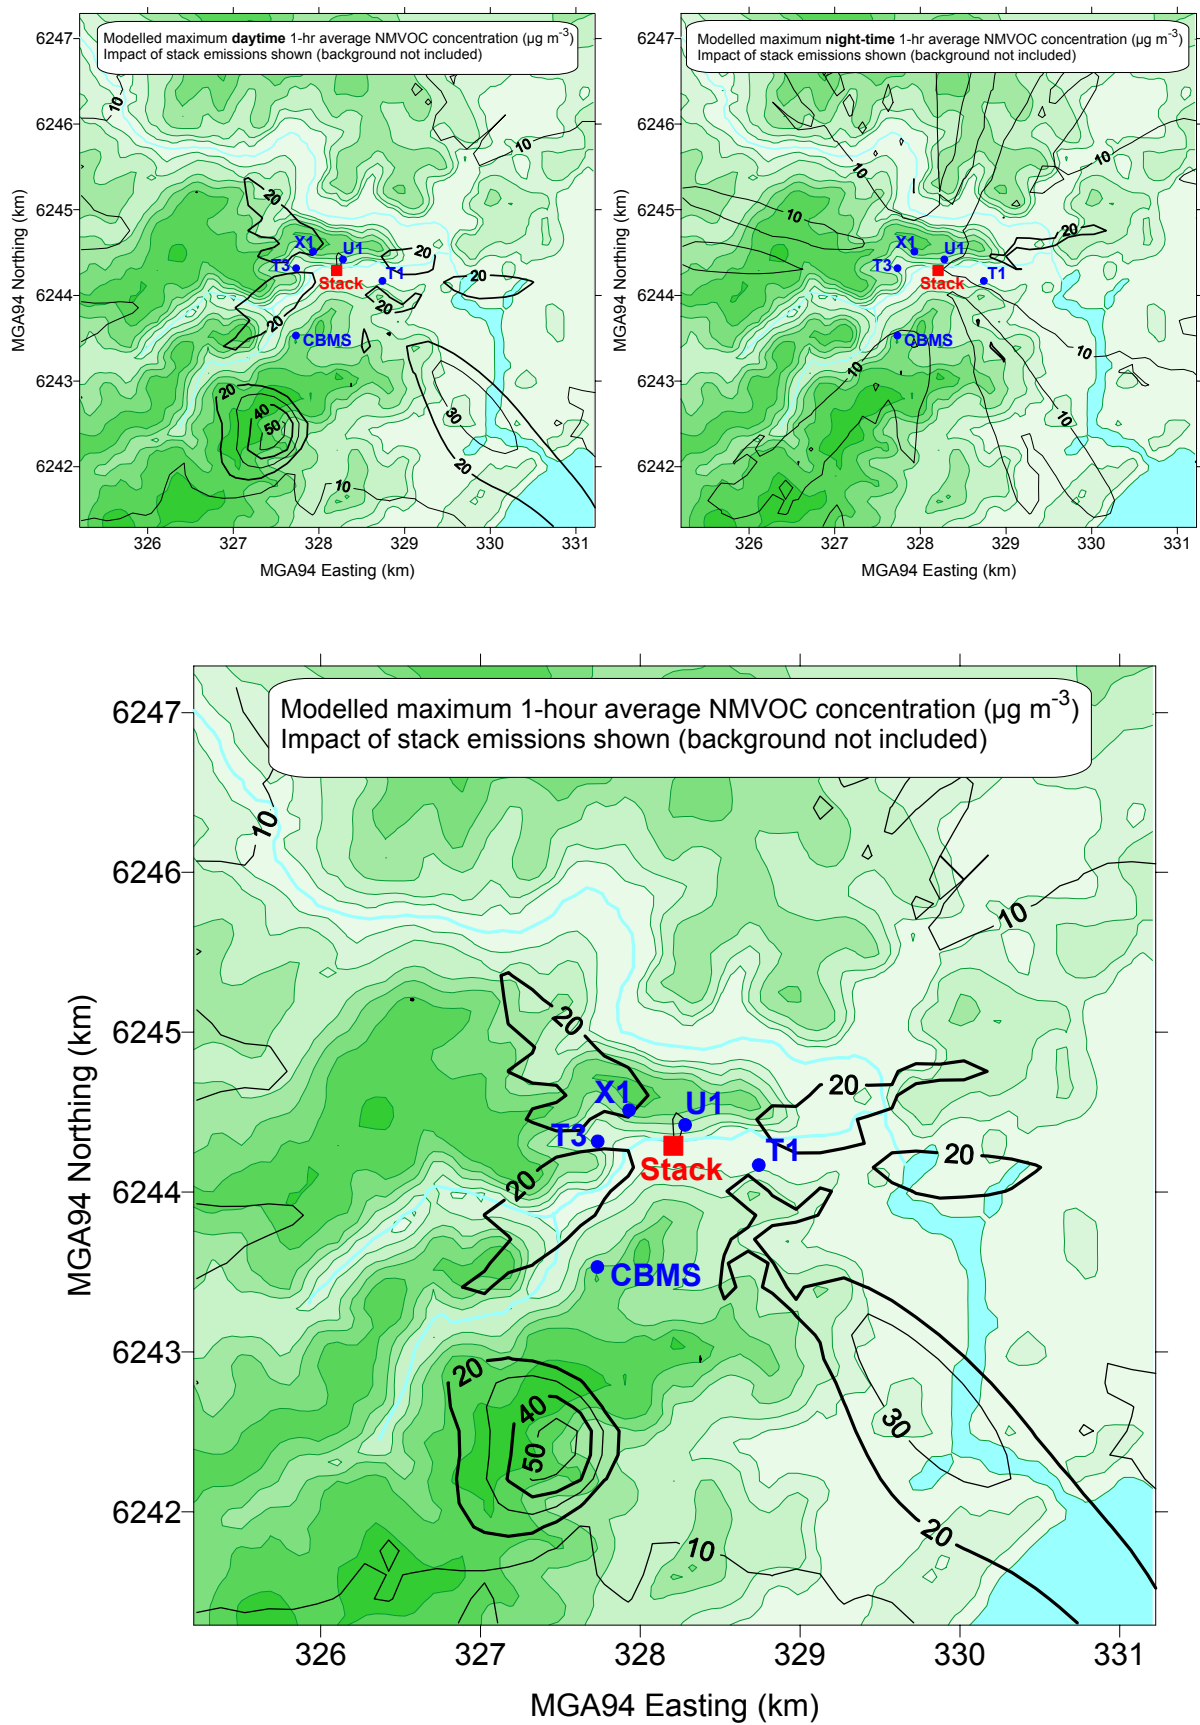 Modelled maximum daytime 1-hr average NMVOC concentration (µg m-3)
Impact of stack emissions shown (background not included)
6247
6246
6245
6244
6243
6242
MGA94 Northing (km)
10
10
20
X1
U1
20
T3
T1
Stack
20
20
20
CBMS
20
40
50
30
20
10
326
327
328
329
330
331
MGA94 Easting (km)
Modelled maximum night-time 1-hr average NMVOC concentration (µg m-3)
Impact of stack emissions shown (background not included)
6247
6246
6245
6244
6243
6242
MGA94 Northing (km)
10
10
10
20
X1
U1
T3
T1
Stack
CBMS
10
10
10
326
327
328
329
330
331
MGA94 Easting (km)
Modelled maximum 1-hour average NMVOC concentration (µg m-3)
Impact of stack emissions shown (background not included)
6247
6246
6245
6244
6243
6242
MGA94 Northing (km)
10
10
20
20
X1
U1
T3
T1
Stack
20
20
CBMS
20
40
50
30
20
10
326
327
328
329
330
331
MGA94 Easting (km)